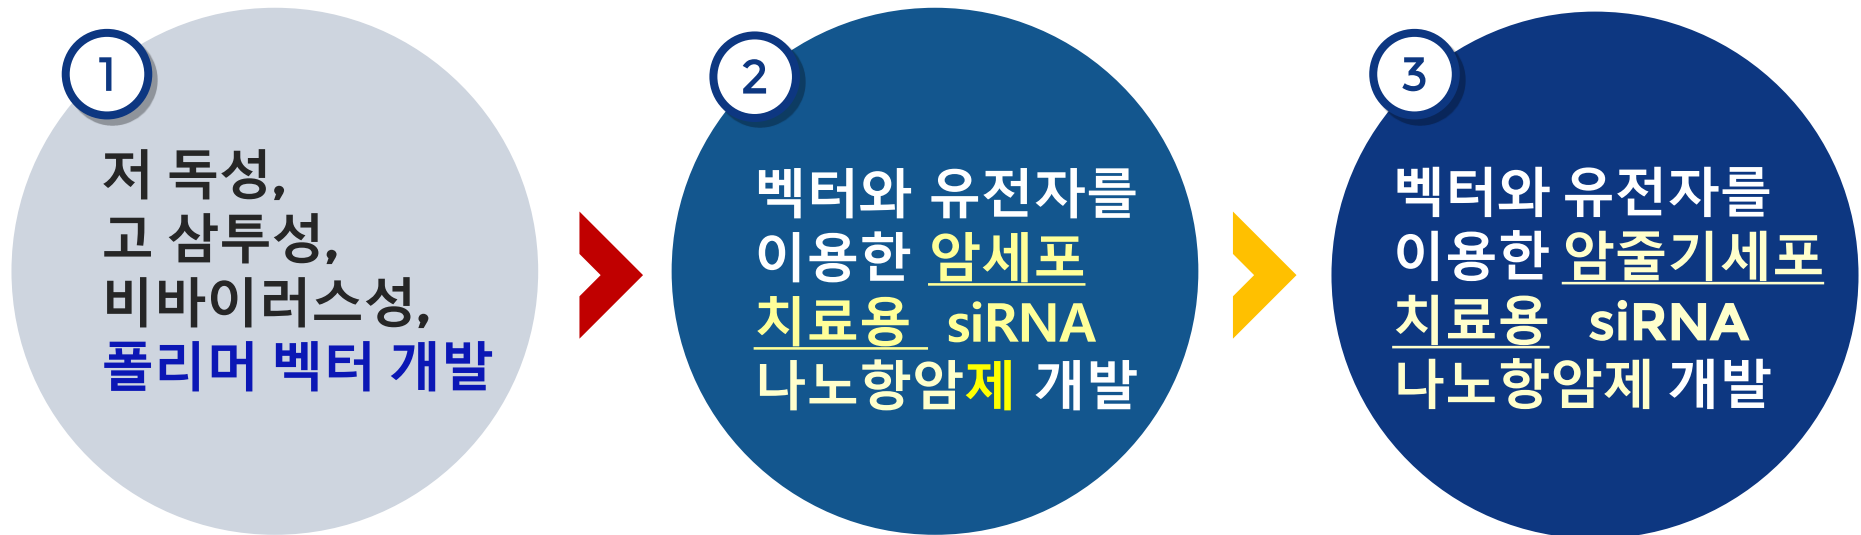 1
저 독성,
고 삼투성,
비바이러스성,
폴리머 벡터 개발
2
벡터와 유전자를
이용한 암세포
치료용 siRNA
나노항암제 개발
3
벡터와 유전자를
이용한 암줄기세포
치료용 siRNA
나노항암제 개발